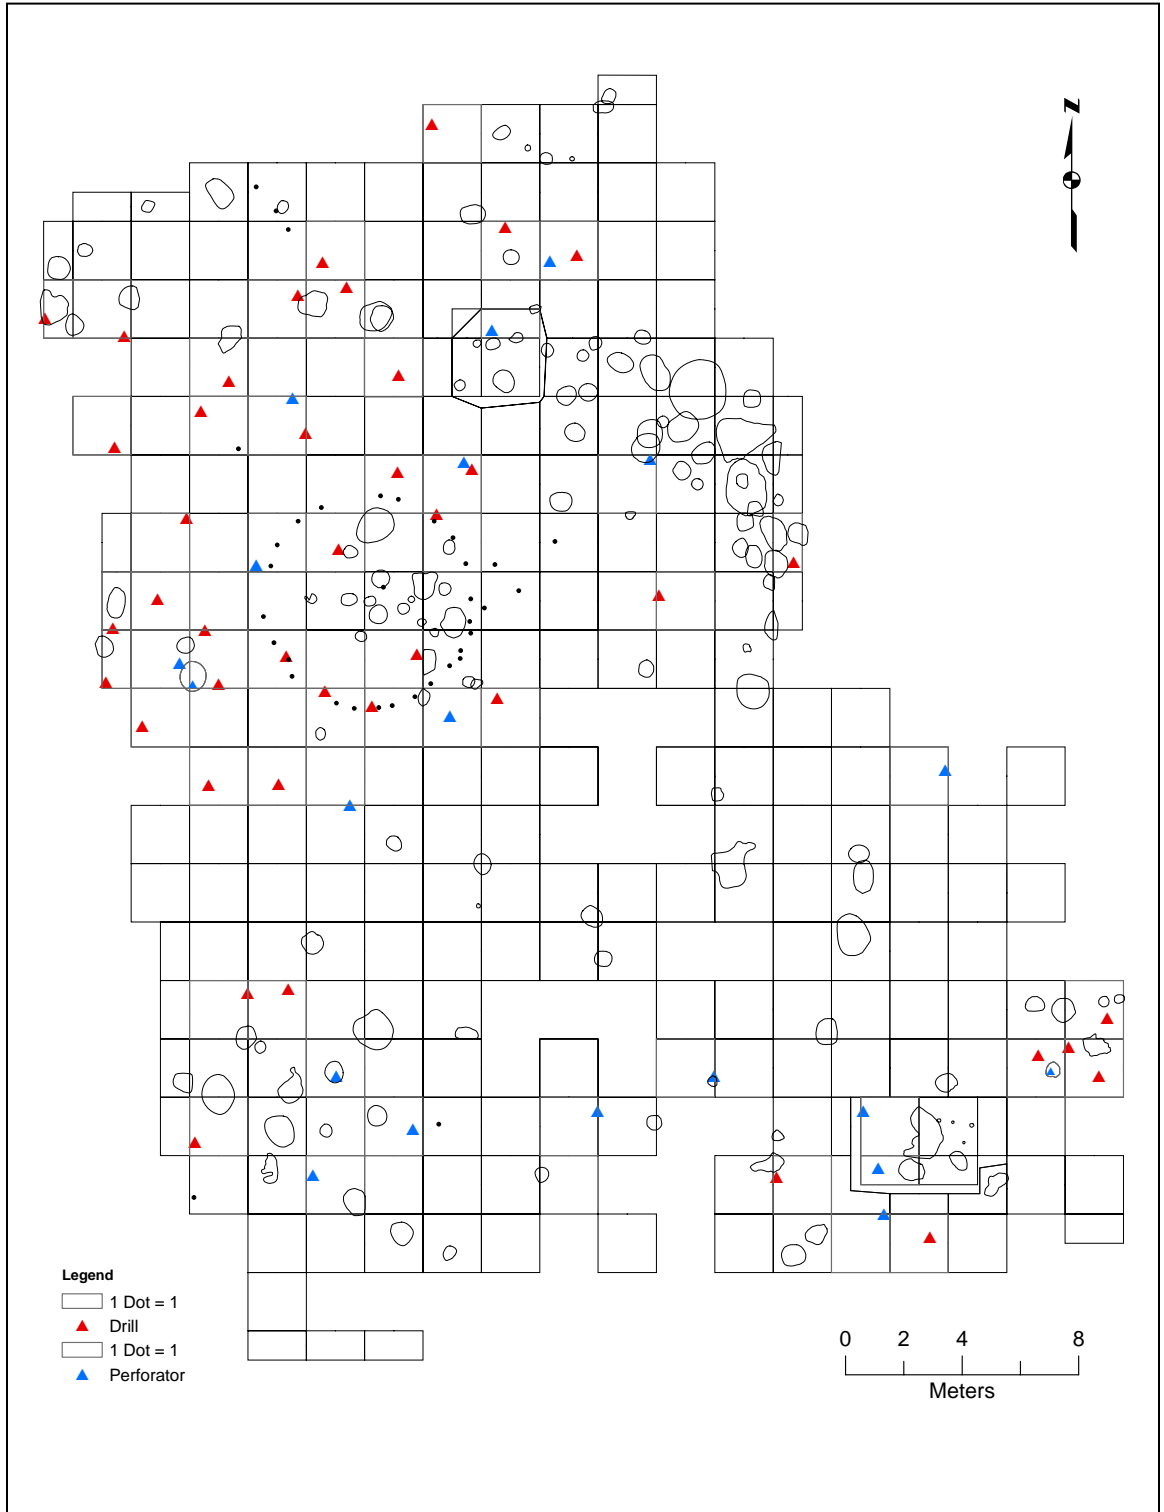 N
Legend
1 Dot = 1
Drill
1 Dot = 1
Perforator
0 2 4 8
Meters